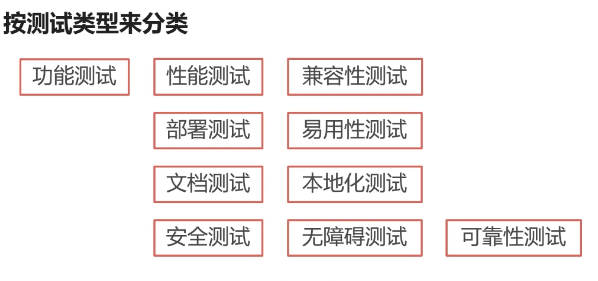 按测试类型来分类
功能测试 性能测试 兼容性测试
部署测试 易用性测试
文档测试 本地化测试
安全测试 无障碍测试 可靠性测试